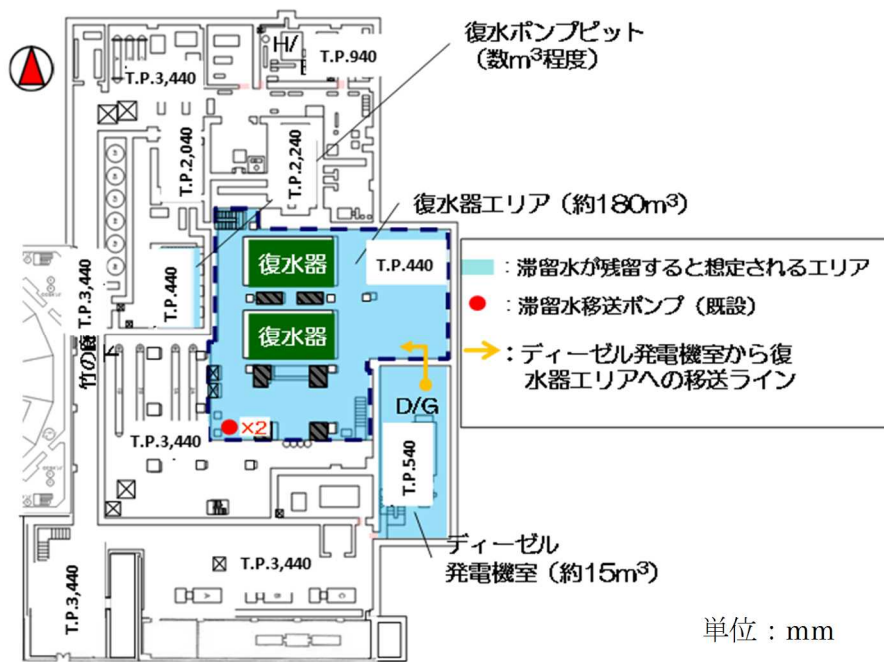 H/
T.P.940
復水ポンプピット
(数m³程度)
T.P.3,440
T.P.2,040
T.P.2,240
復水器エリア(約180m³)
復水器
T.P.440
T.P.440
T.P.3,440
復水器
:滞留水が残留すると想定されるエリア
:滞留水移送ポンプ(既設)
:ディーゼル発電機室から復
水器エリアへの移送ライン
D/G
×2
T.P.3,440
T.P.540
ディーゼル
発電機室(約15m³)
T.P.3,440
T.P.3,440
単位:mm